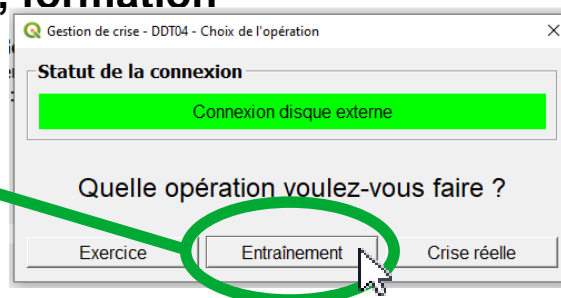 , formation
Gestion de crise - DDT04 - Choix de l'opération
Statut de la connexion
Connexion disque externe
Quelle opération voulez-vous faire ?
Exercice Entraînement Crise réelle